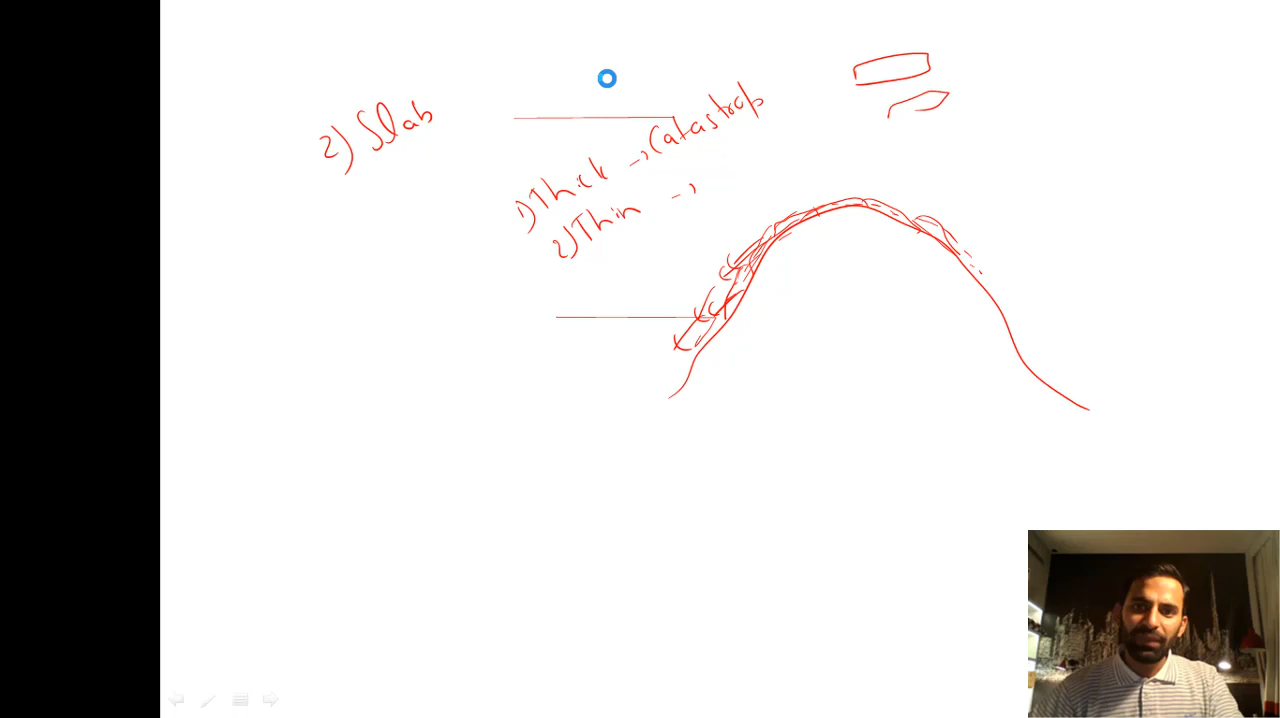 2) Slab
1) Thick → Catastrop
2) Thin →